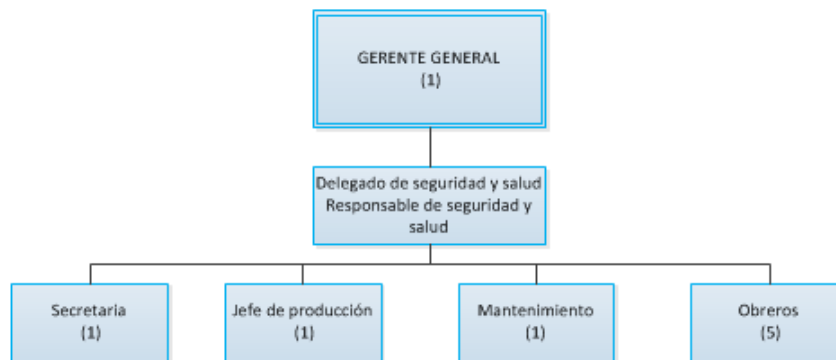 GERENTE GENERAL
(1)
Delegado de seguridad y salud
Responsable de seguridad y
salud
Secretaria
(1)
Jefe de producción
(1)
Mantenimiento
(1)
Obreros
(5)